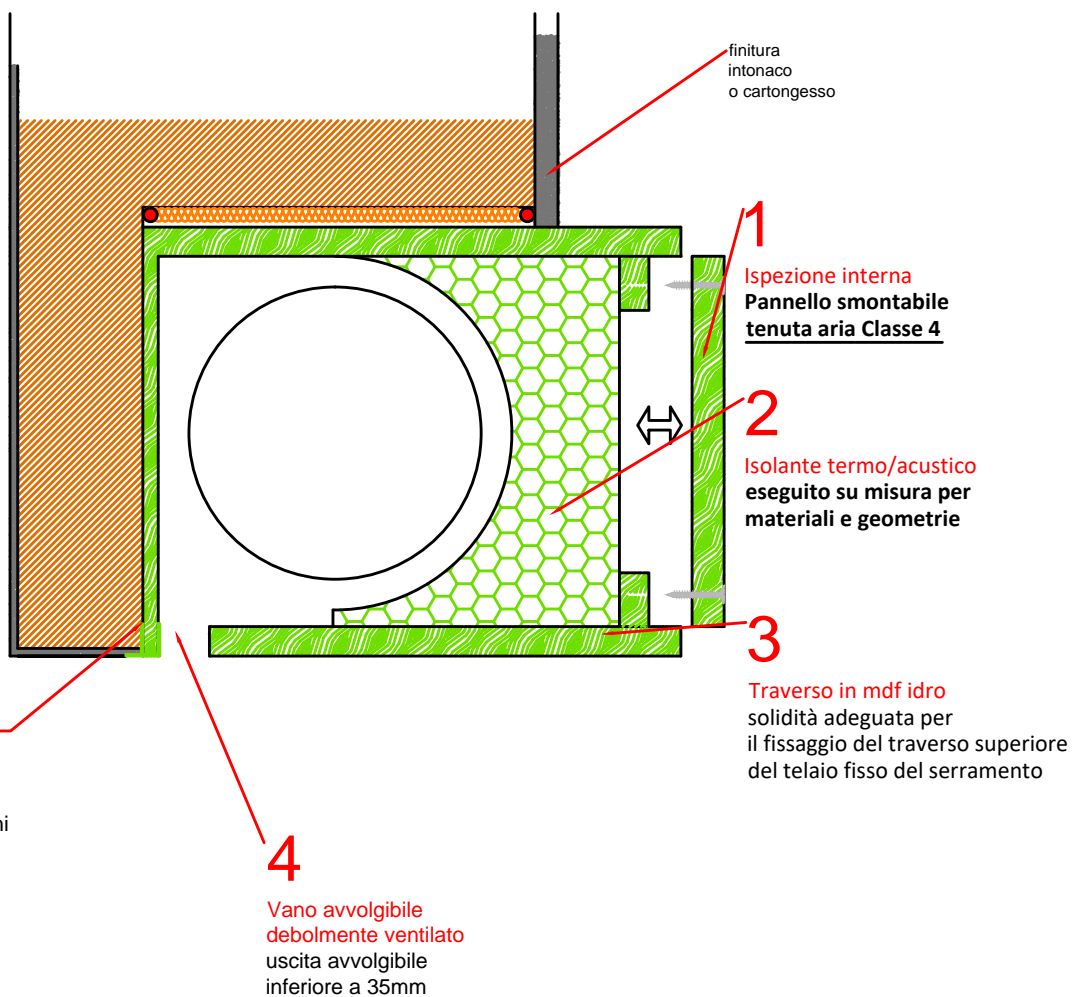 finitura
intonaco
o cartongesso
1
Ispezione interna
Pannello smontabile
tenuta aria Classe 4
2
Isolante termo/acustico
eseguito su misura per
materiali e geometrie
3
Traverso in mdf idro
solidità adeguata per
il fissaggio del traverso superiore
del telaio fisso del serramento
4
Vano avvolgibile
debolmente ventilato
uscita avvolgibile
inferiore a 35mm